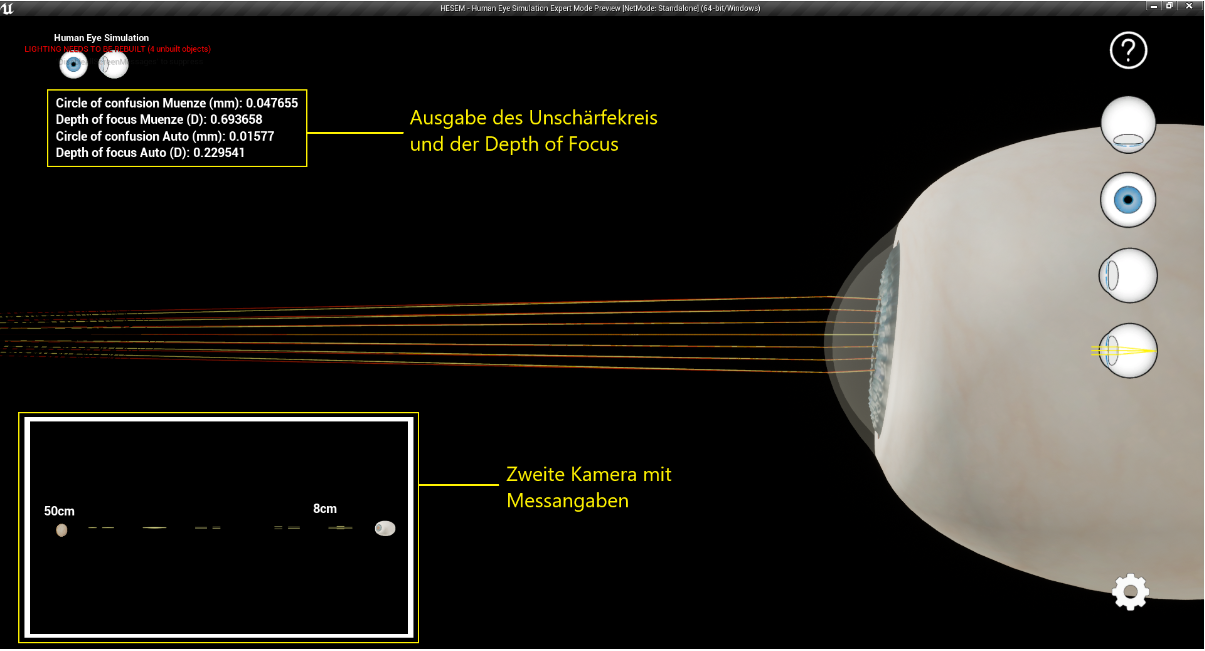 HESEM - Human Eye Simulation Expert Mode Preview [NetMode: Standalone] (64-bit/Windows)
Human Eye Simulation
LIGHTING NEEDS TO BE REBUILT (4 unbuilt objects)
?
Circle of confusion Muenze (mm): 0.047655
Depth of focus Muenze (D): 0.693658
Circle of confusion Auto (mm): 0.01577
Depth of focus Auto (D): 0.229541
Ausgabe des Unschärfekreis
und der Depth of Focus
Zweite Kamera mit
Messangaben
50cm
8cm